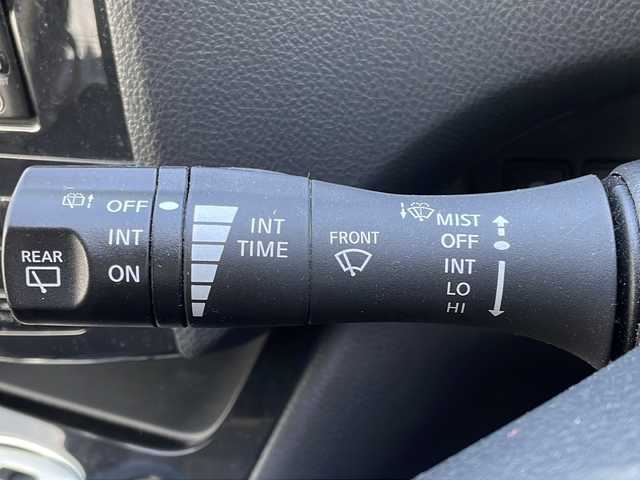 REAR
OFF
INT
ON
INT
TIME
FRONT
MIST
OFF
INT
LO
HI